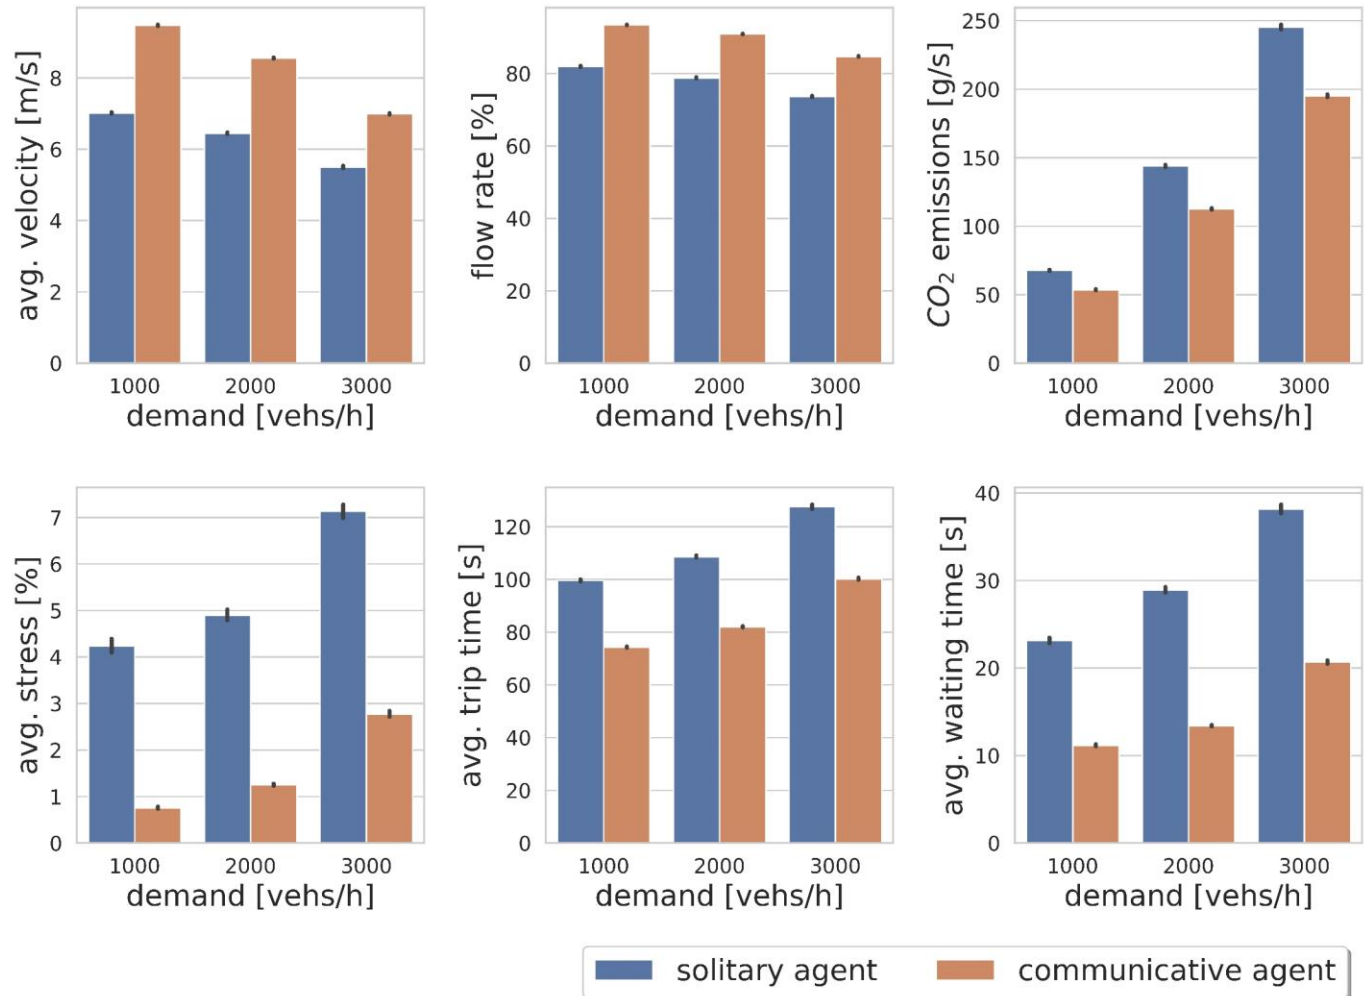 avg. velocity [m/s]
8
6
4
2
0
1000 2000 3000
demand [vehs/h]
flow rate [%]
80
60
40
20
0
1000 2000 3000
demand [vehs/h]
CO₂ emissions [g/s]
250
200
150
100
50
0
1000 2000 3000
demand [vehs/h]
avg. stress [%]
7
6
5
4
3
2
1
0
1000 2000 3000
demand [vehs/h]
avg. trip time [s]
120
100
80
60
40
20
0
1000 2000 3000
demand [vehs/h]
avg. waiting time [s]
40
30
20
10
0
1000 2000 3000
demand [vehs/h]
solitary agent communicative agent